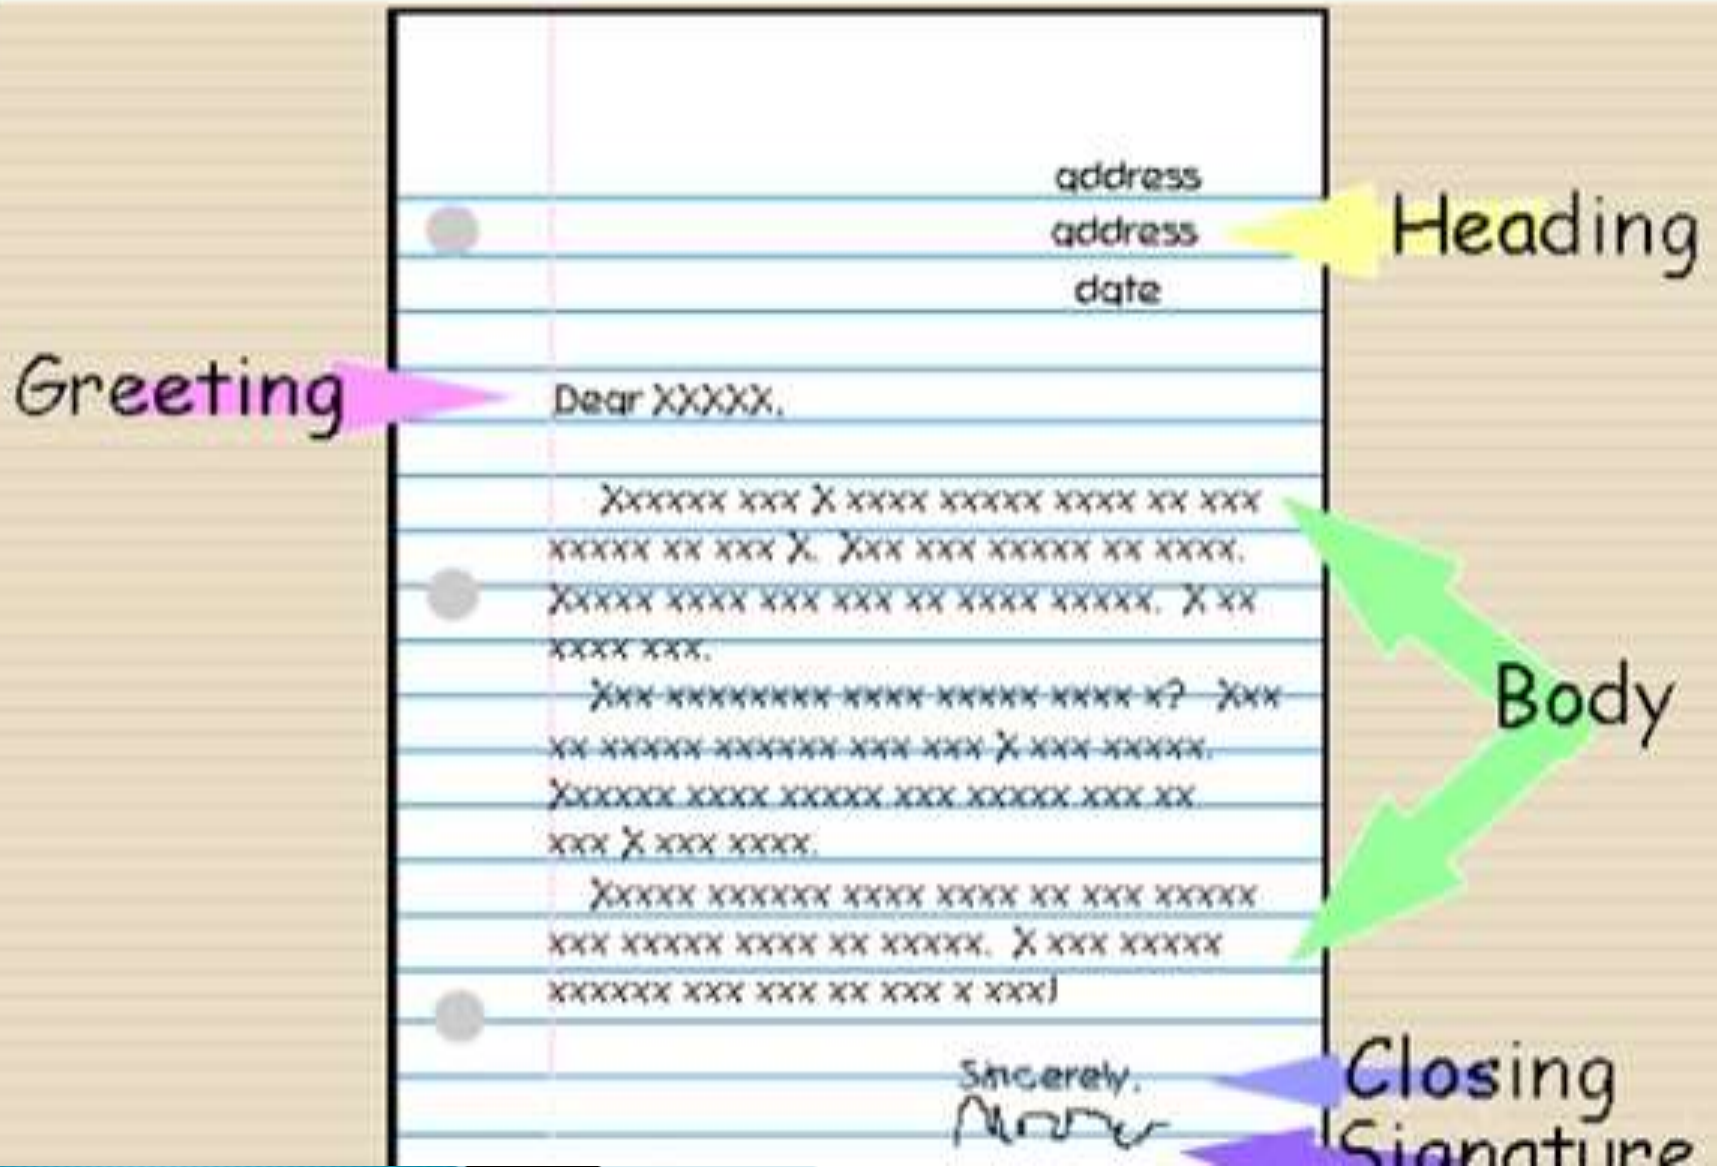 address
address
Heading
date
Greeting
Dear XXXXX,
Xxxxxx xxx X xxxx xxxxx xxxx xx xxx
xxxxx xx xxx X. Xxx xxx xxxxx xx xxxx.
Xxxxx xxxx xxx xxx xx xxxx xxxxx. X xx
xxxx xxx.
Xxx xxxxxxxx xxxx xxxxx xxxx x? Xxx
Body
xx xxxxx xxxxxx xxx xxx X xxx xxxxx.
Xxxxxx xxxx xxxxx xxx xxxxx xxx xx
xxx X xxx xxxx.
Xxxxx xxxxxx xxxx xxxx xx xxx xxxxx
xxx xxxxx xxxx xx xxxxx. X xxx xxxxx
xxxxxx xxx xxx xx xxx x xxx!
Sincerely,
Closing
Signature